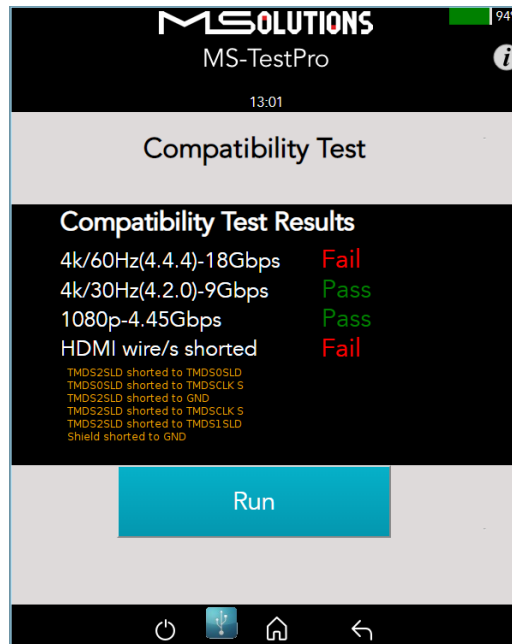 MSOLUTIONS
94%
MS-TestPro
i
13:01
Compatibility Test
Compatibility Test Results
4k/60Hz(4.4.4)-18Gbps Fail
4k/30Hz(4.2.0)-9Gbps Pass
1080p-4.45Gbps Pass
HDMI wire/s shorted Fail
TMDS2SLD shorted to TMDS0SLD
TMDS0SLD shorted to TMDSCLK S
TMDS2SLD shorted to GND
TMDS2SLD shorted to TMDSCLK S
TMDS2SLD shorted to TMDS1SLD
Shield shorted to GND
Run